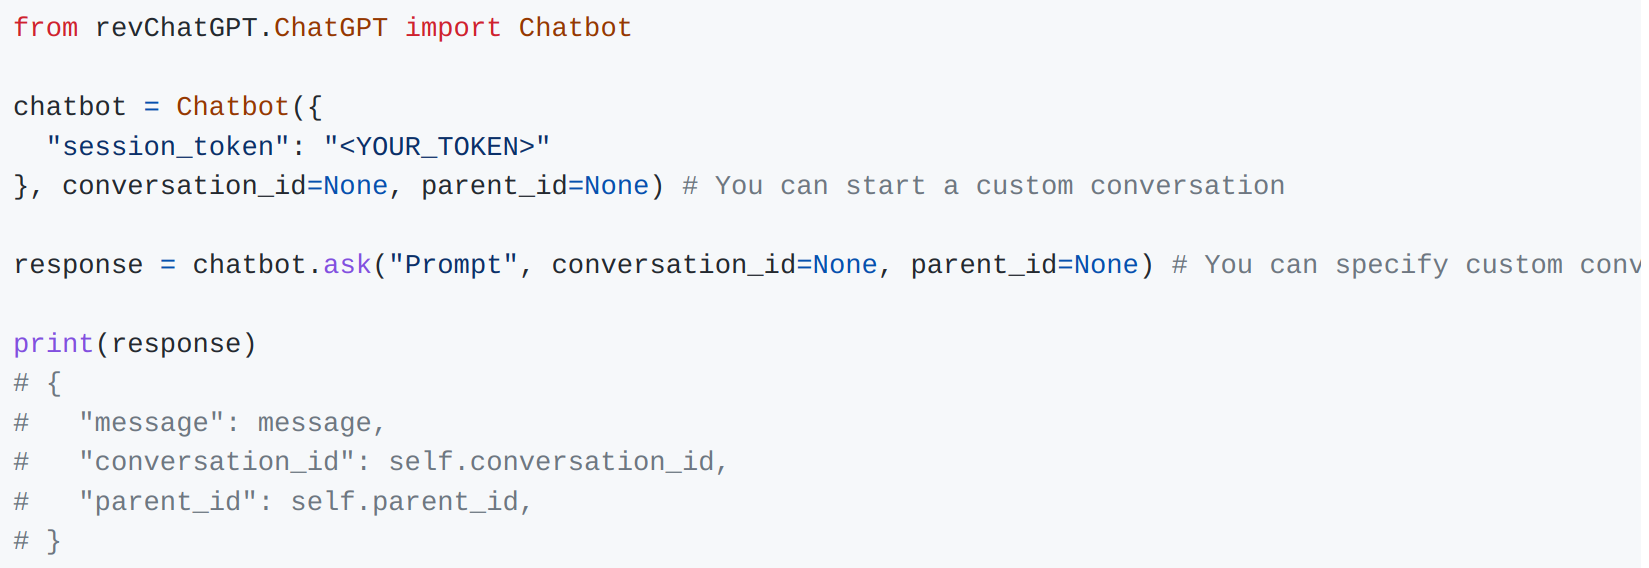 from revChatGPT.ChatGPT import Chatbot
chatbot = Chatbot({
  "session_token": "<YOUR_TOKEN>"
}, conversation_id=None, parent_id=None) # You can start a custom conversation
response = chatbot.ask("Prompt", conversation_id=None, parent_id=None) # You can specify custom conv
print(response)
# {
#   "message": message,
#   "conversation_id": self.conversation_id,
#   "parent_id": self.parent_id,
# }